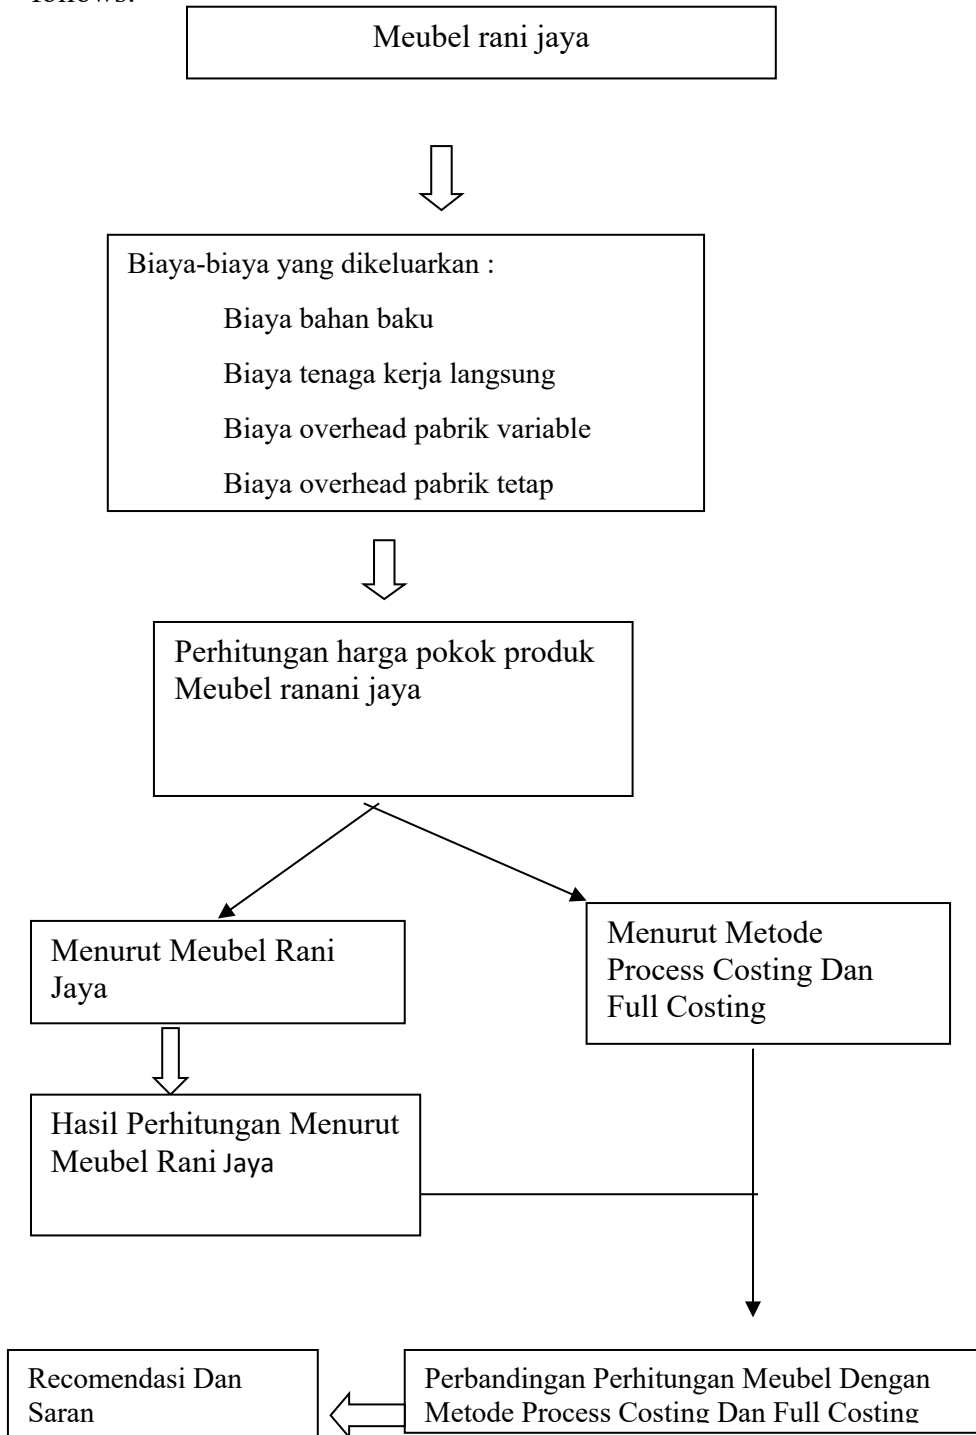 follows:
Meubel rani jaya
Biaya-biaya yang dikeluarkan :
Biaya bahan baku
Biaya tenaga kerja langsung
Biaya overhead pabrik variable
Biaya overhead pabrik tetap
Perhitungan harga pokok produk
Meubel ranani jaya
Menurut Meubel Rani
Jaya
Menurut Metode
Process Costing Dan
Full Costing
Hasil Perhitungan Menurut
Meubel Rani Jaya
Recomendasi Dan
Saran
Perbandingan Perhitungan Meubel Dengan
Metode Process Costing Dan Full Costing